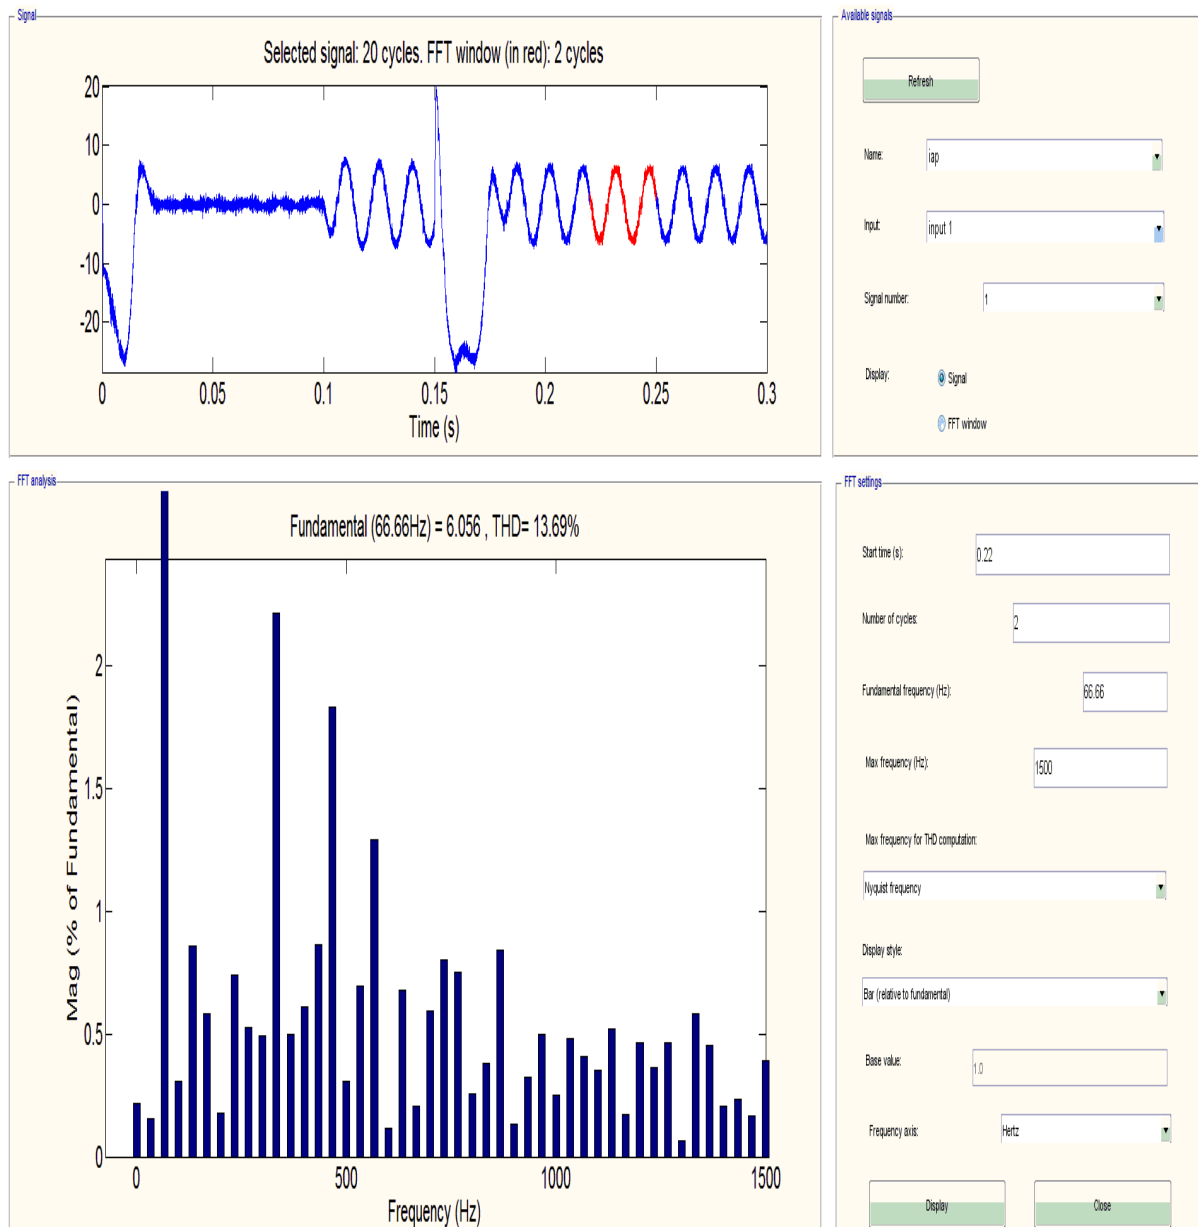 Signal
Selected signal: 20 cycles. FFT window (in red): 2 cycles
20
10
0
-10
-20
0 0.05 0.1 0.15 0.2 0.25 0.3
Time (s)
Available signals
Refresh
Name: iap
Input: input 1
Signal number: 1
Display: Signal
FFT window
FFT analysis
Fundamental (66.66Hz) = 6.056 , THD= 13.69%
2
1.5
1
0.5
0
Mag (% of Fundamental)
0 500 1000 1500
Frequency (Hz)
FFT settings
Start time (s): 0.22
Number of cycles: 2
Fundamental frequency (Hz): 66.66
Max frequency (Hz): 1500
Max frequency for THD computation:
Nyquist frequency
Display style:
Bar (relative to fundamental)
Base value: 1.0
Frequency axis: Hertz
Display Close